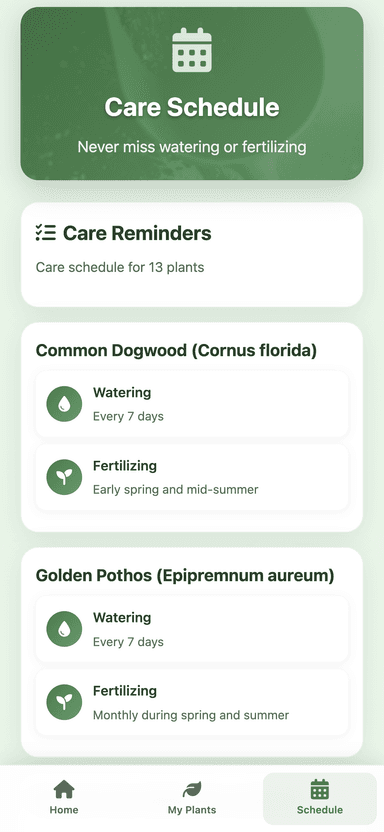 Care Schedule
Never miss watering or fertilizing
Care Reminders
Care schedule for 13 plants
Common Dogwood (Cornus florida)
Watering
Every 7 days
Fertilizing
Early spring and mid-summer
Golden Pothos (Epipremnum aureum)
Watering
Every 7 days
Fertilizing
Monthly during spring and summer
Home
My Plants
Schedule